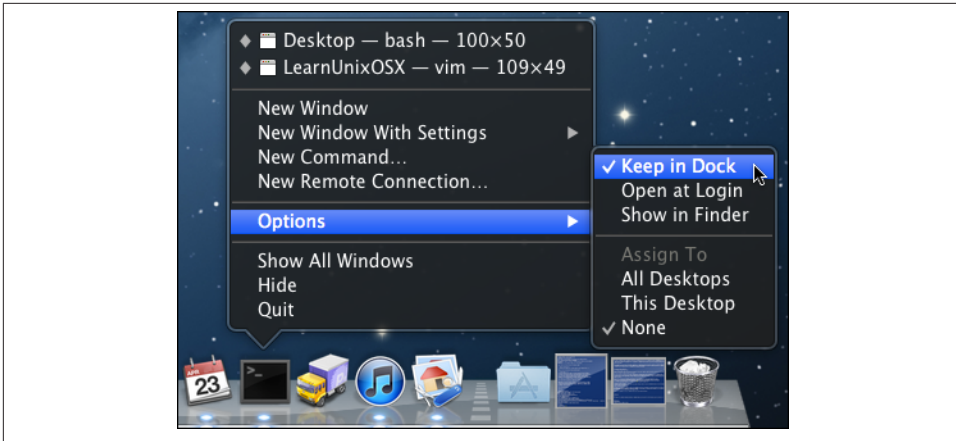 Desktop — bash — 100×50
LearnUnixOSX — vim — 109×49
New Window
New Window With Settings
New Command...
New Remote Connection...
Options
Show All Windows
Hide
Quit
Keep in Dock
Open at Login
Show in Finder
Assign To
All Desktops
This Desktop
None
APR
23
>_